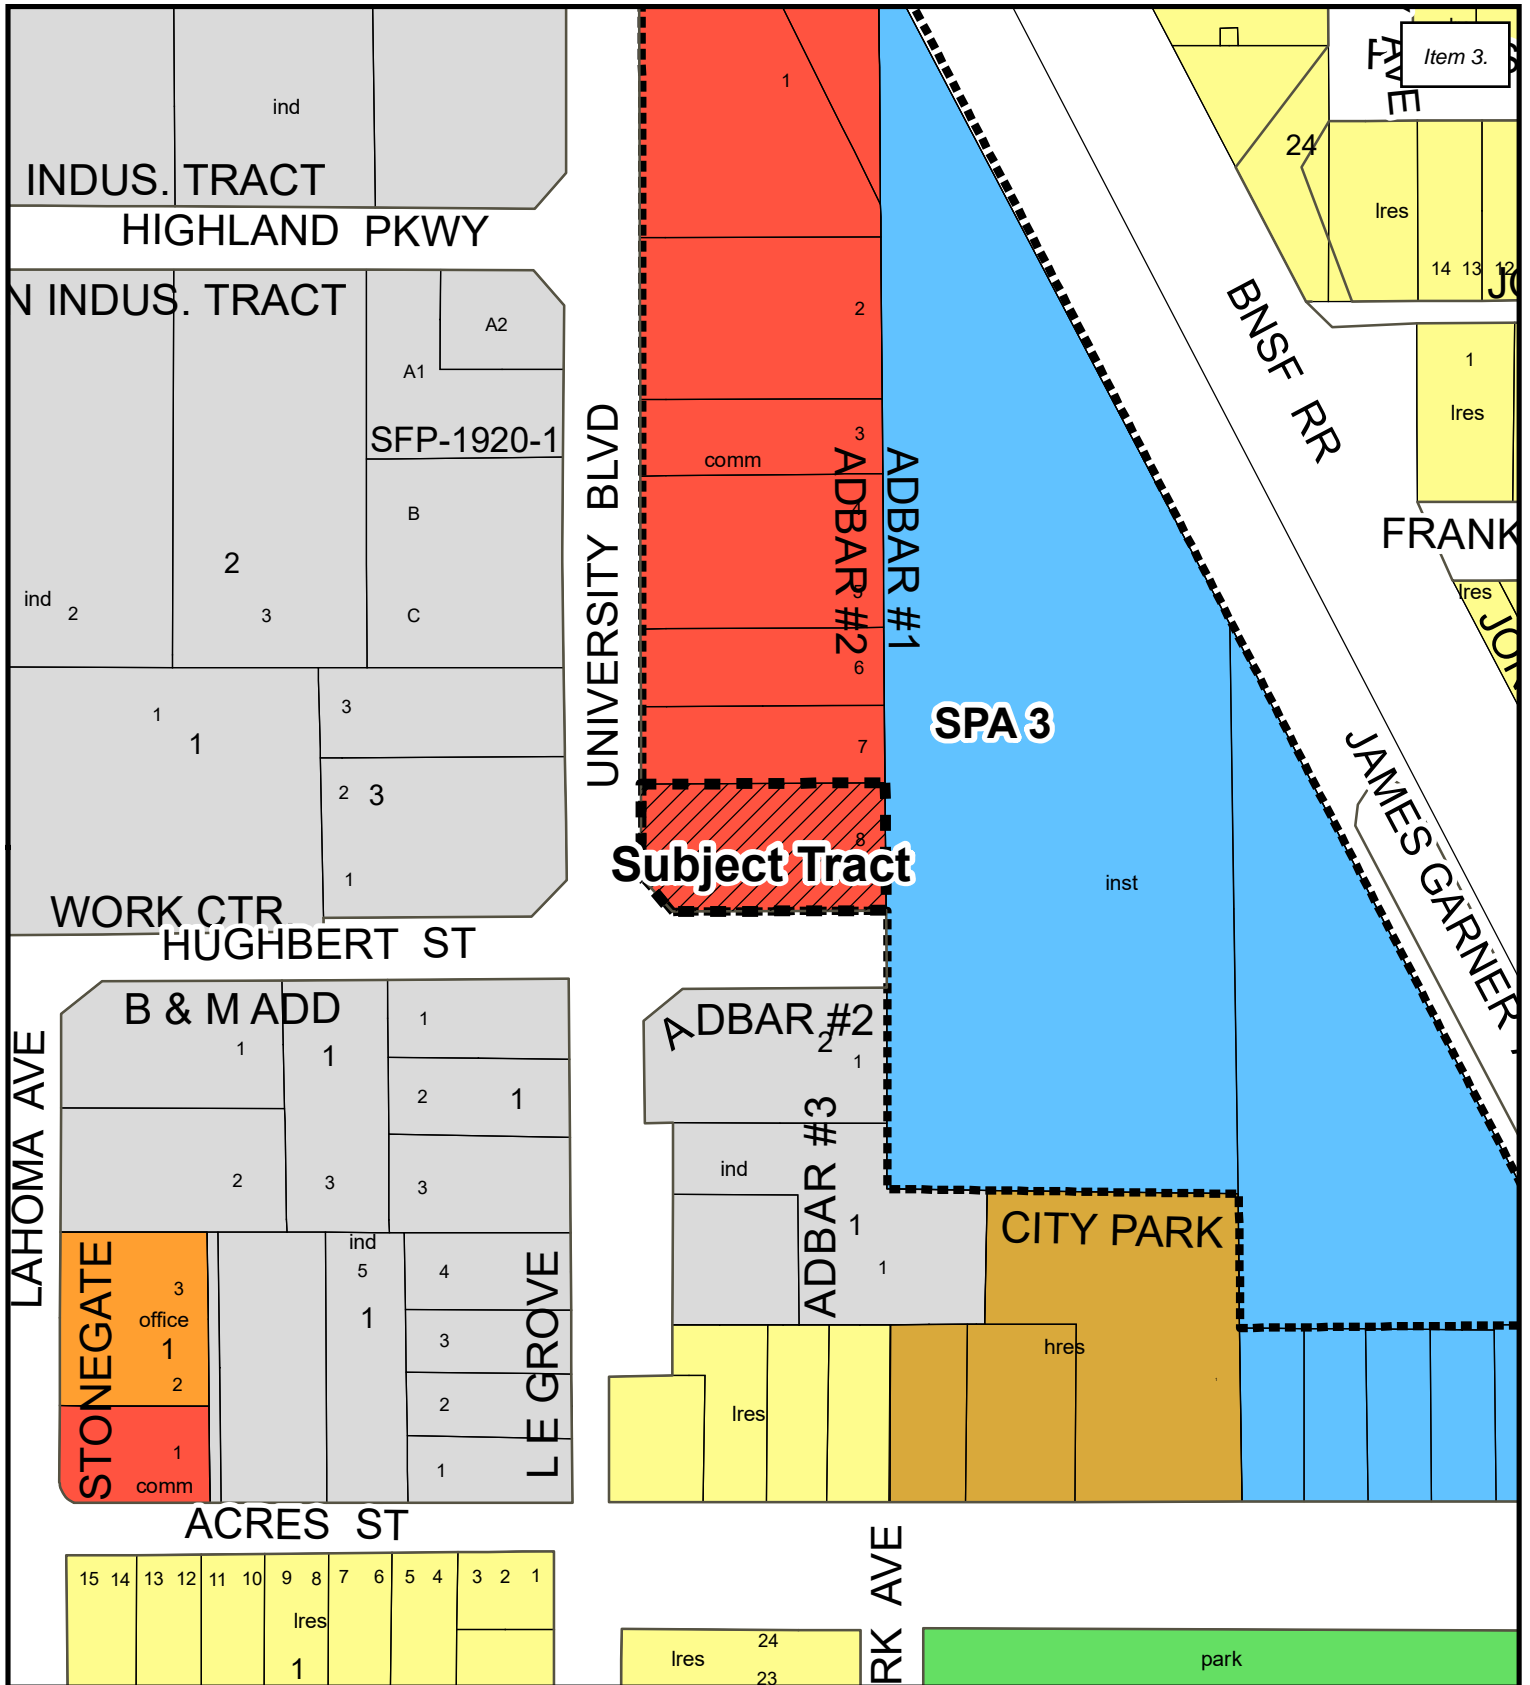 Item 3.
AVE
ind
1
24
INDUS. TRACT
lres
HIGHLAND PKWY
14 13 12
N INDUS. TRACT
A2
2
BNSF RR
A1
1
SFP-1920-1
3
lres
comm
UNIVERSITY BLVD
ADBAR #2
ADBAR #1
4
B
FRANK
2
5
ind
2
3
C
lres
6
SPA 3
1
1
3
7
2
3
JAMES GARNER
8
Subject Tract
1
inst
WORK CTR
HUGHBERT ST
B & M ADD
1
1
1
ADBAR #2
2
1
LAHOMA AVE
2
1
ADBAR #3
ind
2
3
3
1
CITY PARK
STONEGATE
ind
3
5
4
1
office
1
1
3
hres
2
2
L E GROVE
lres
1
1
comm
ACRES ST
15 14 13 12 11 10 9 8 7 6 5 4 3 2 1
lres
1
24
lres
23
RK AVE
park